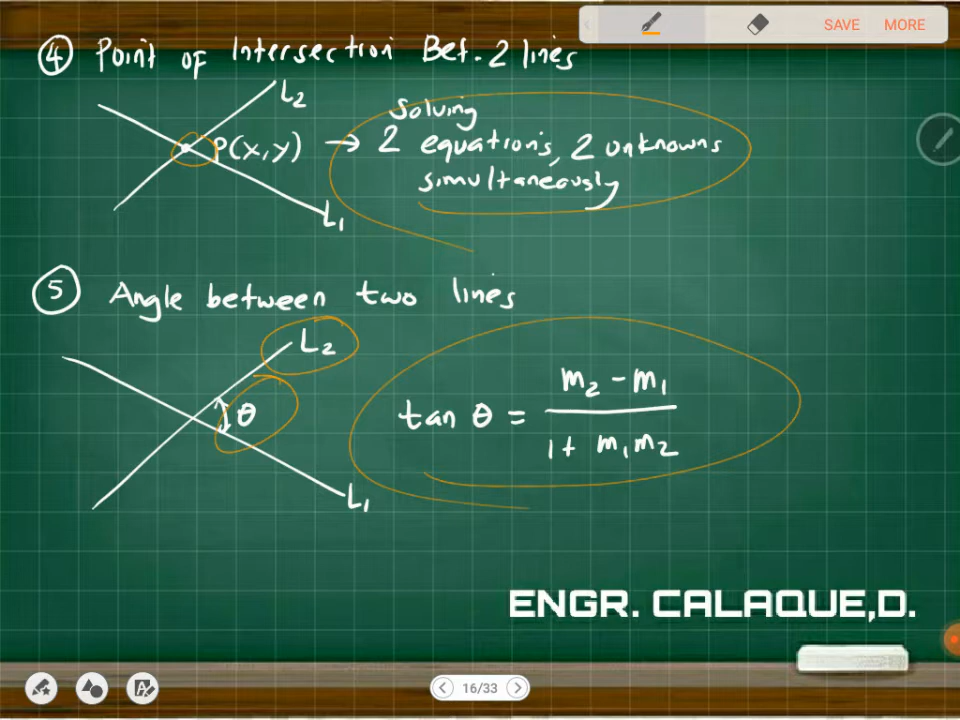 SAVE MORE
④ Point of Intersection Bet. 2 lines
L2
P(x,y) → solving
2 equations, 2 unknowns
simultaneously
L1
⑤ Angle between two lines
L2
θ
tan θ = m2 - m1 / 1 + m1m2
L1
ENGR. CALAQUE,D.
16/33